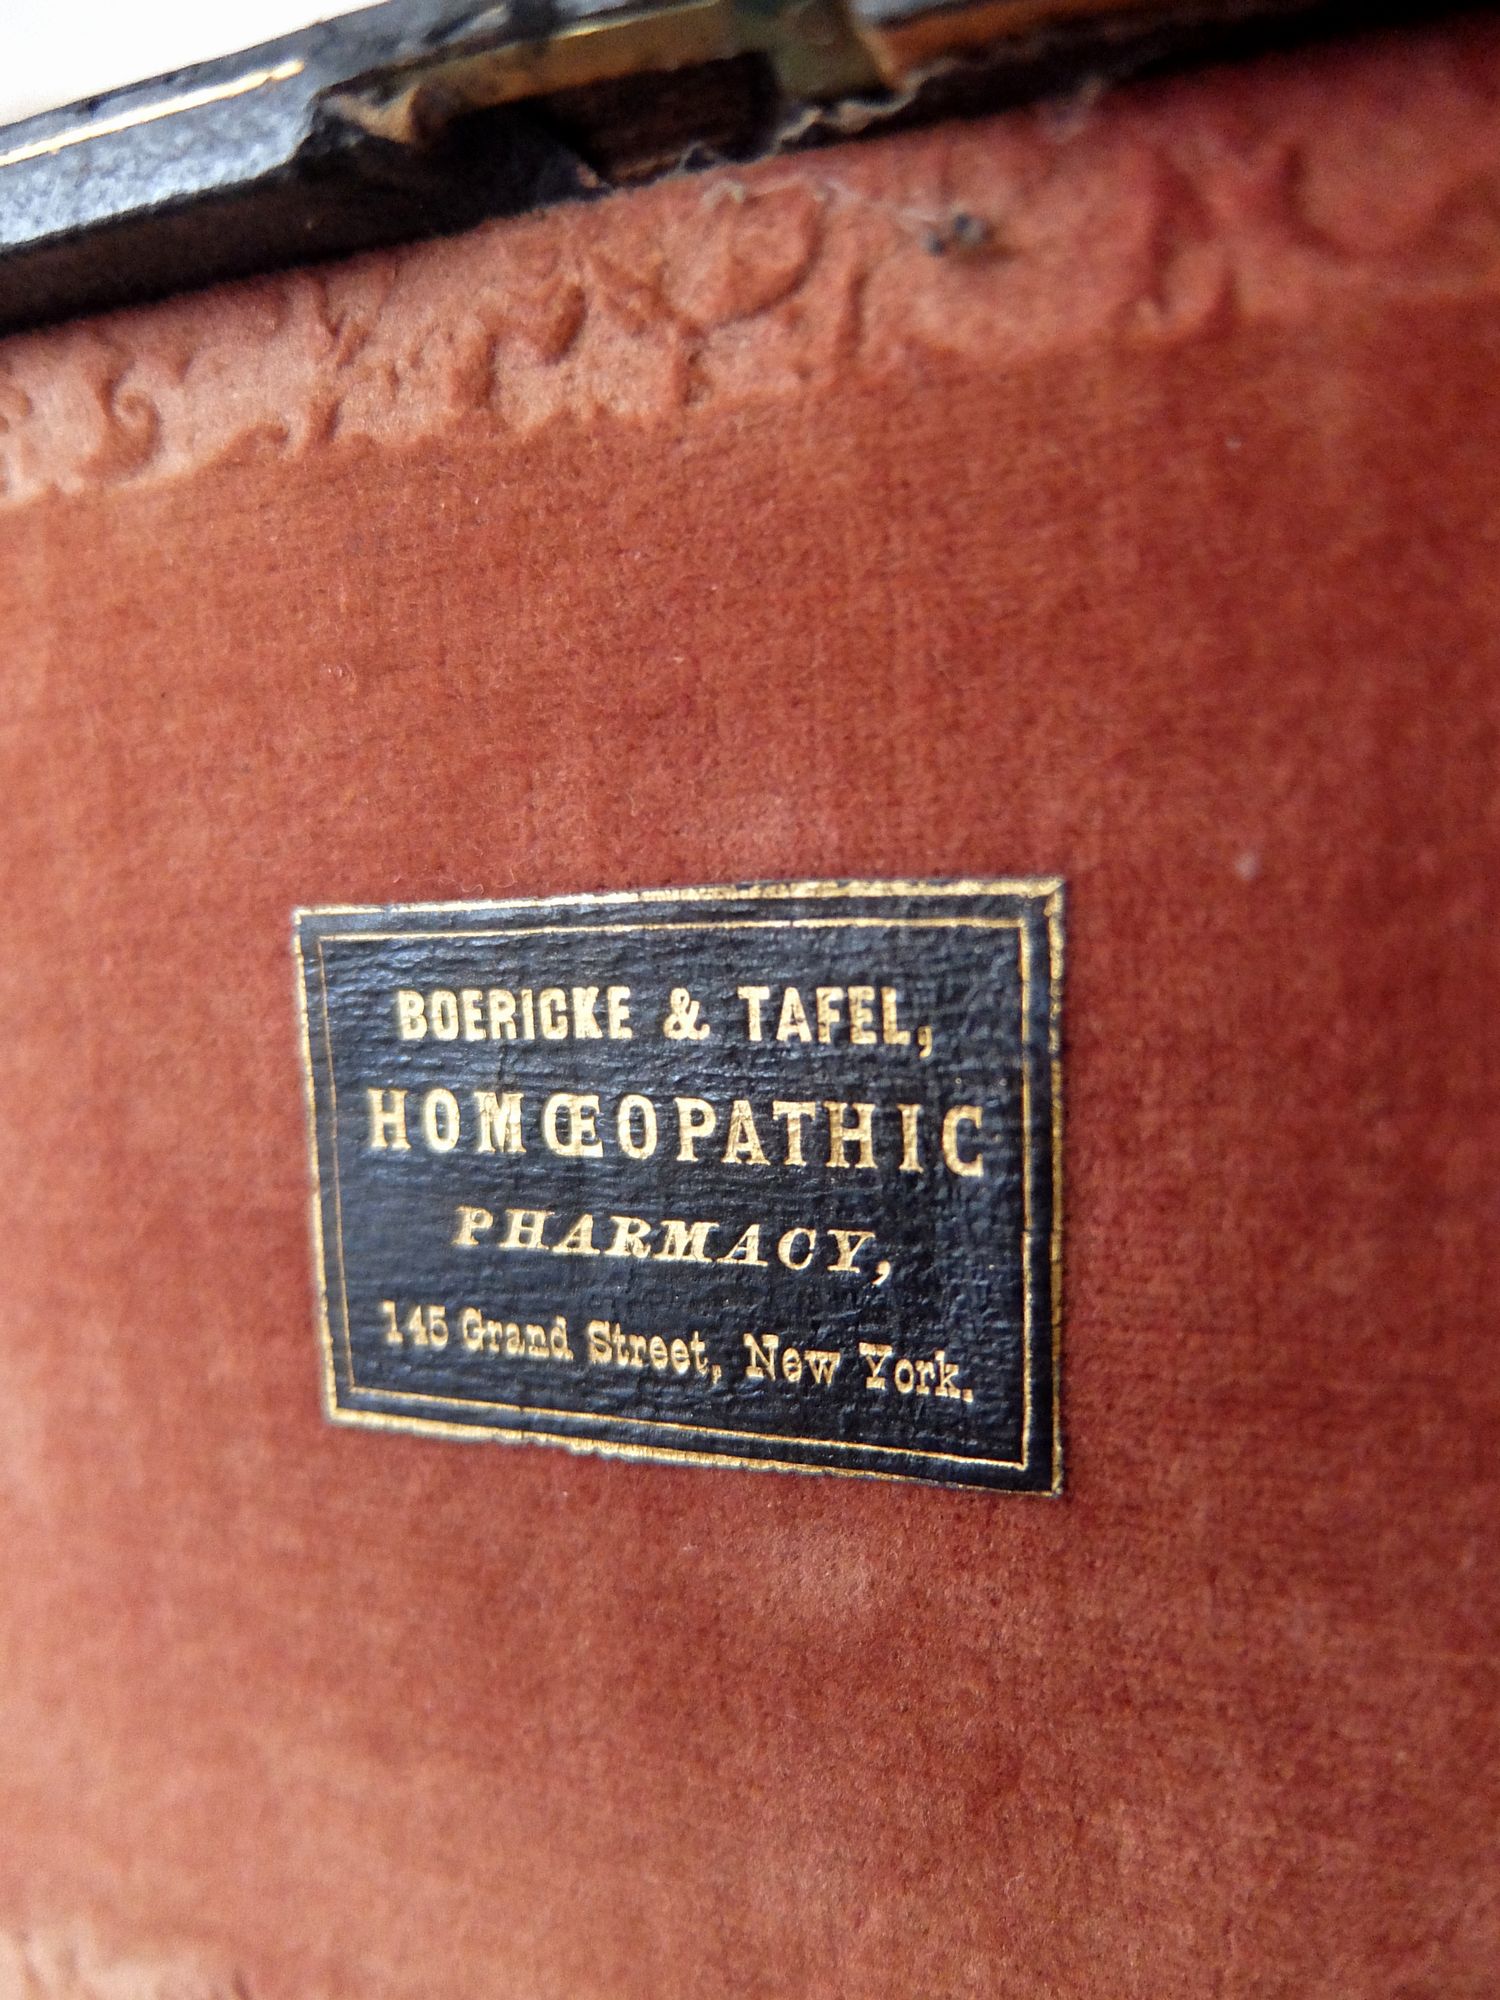 BOERICKE & TAFEL,
HOMŒOPATHIC
PHARMACY,
145 Grand Street, New York.